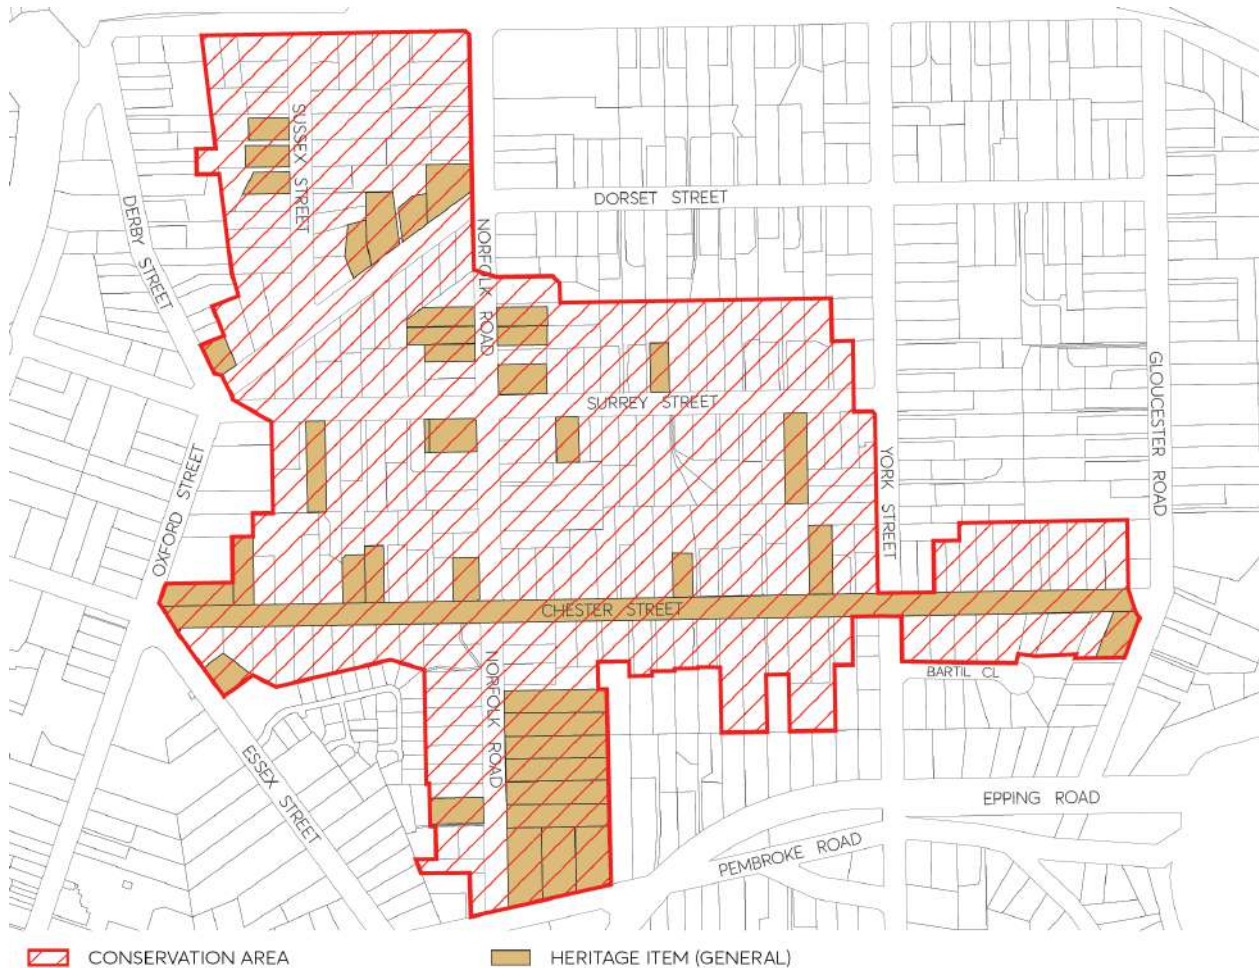 SUSSEX STREET
DORSET STREET
DERBY STREET
NORFOLK ROAD
GLOUCESTER ROAD
SURREY STREET
OXFORD STREET
YORK STREET
CHESTER STREET
NORFOLK ROAD
BARTIL CL
ESSEX STREET
EPPING ROAD
PEMBROKE ROAD
CONSERVATION AREA
HERITAGE ITEM (GENERAL)